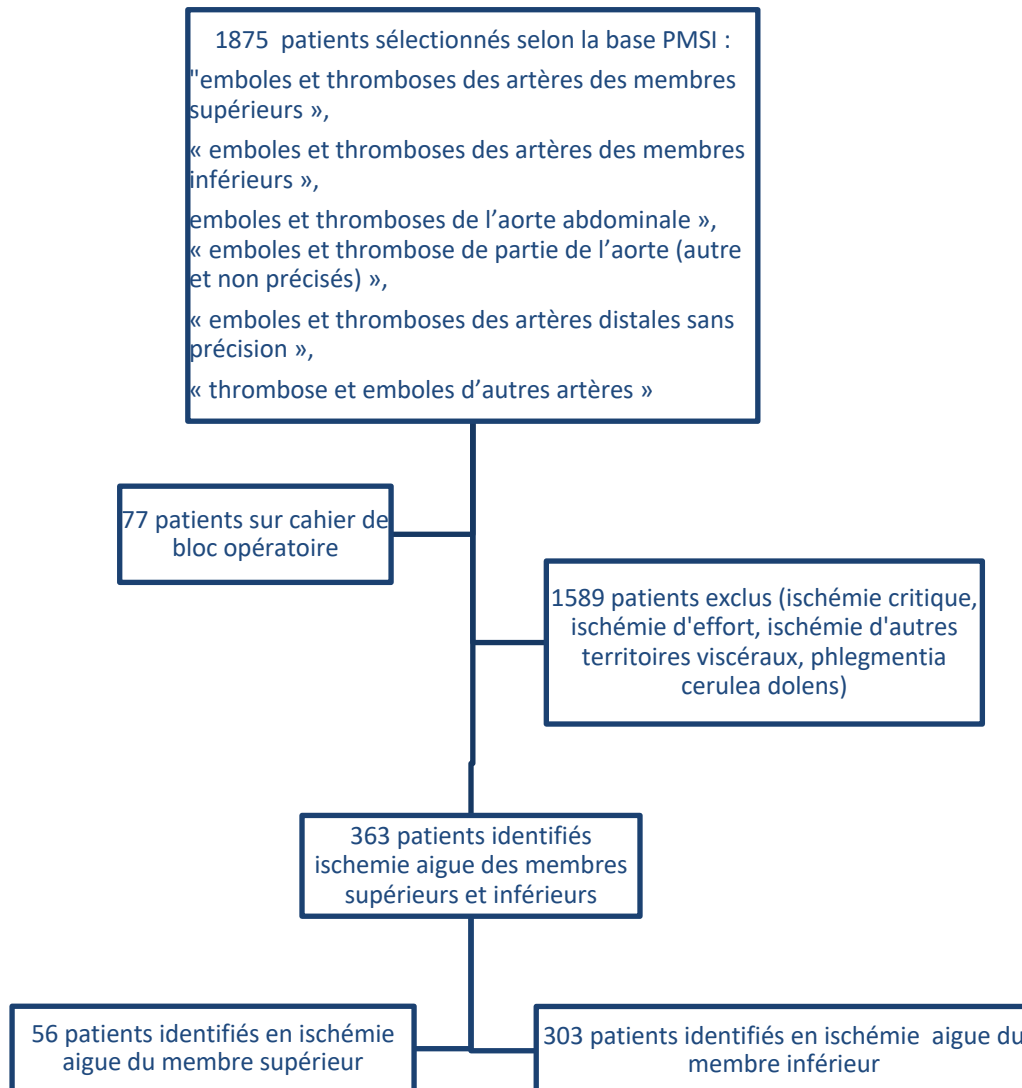 1875 patients sélectionnés selon la base PMSI :
"emboles et thromboses des artères des membres
supérieurs »,
« emboles et thromboses des artères des membres
inférieurs »,
emboles et thromboses de l’aorte abdominale »,
« emboles et thrombose de partie de l’aorte (autre
et non précisés) »,
« emboles et thromboses des artères distales sans
précision »,
« thrombose et emboles d’autres artères »
77 patients sur cahier de
bloc opératoire
1589 patients exclus (ischémie critique,
ischémie d'effort, ischémie d'autres
territoires viscéraux, phlegmentia
cerulea dolens)
363 patients identifiés
ischemie aigue des membres
supérieurs et inférieurs
56 patients identifiés en ischémie
aigue du membre supérieur
303 patients identifiés en ischémie aigue du
membre inférieur